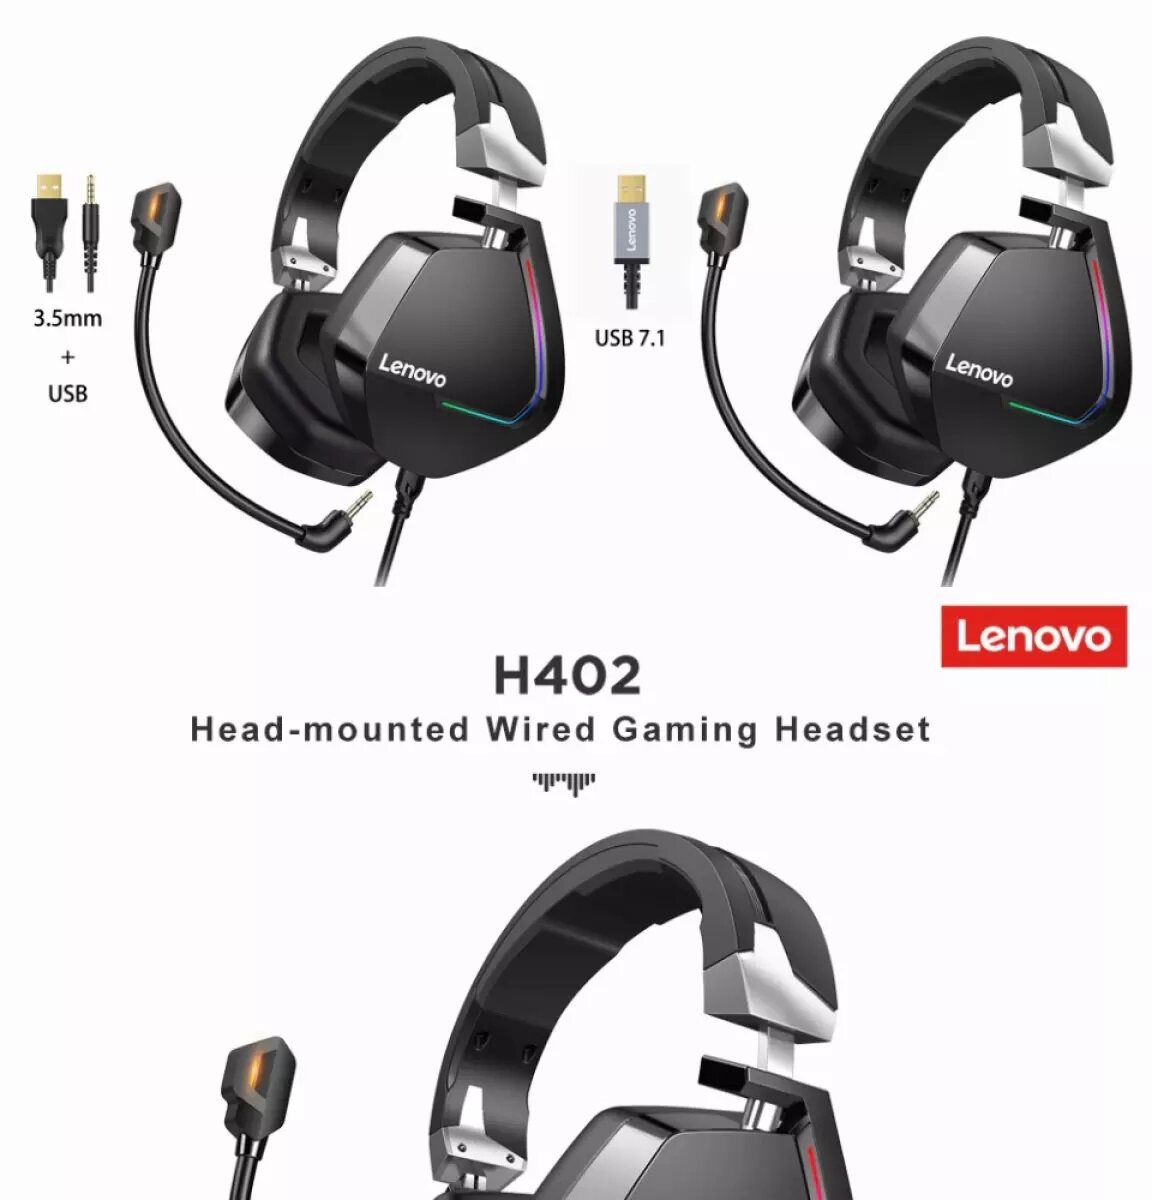 3.5mm
+
USB
Lenovo
Lenovo
USB 7.1
Lenovo
Lenovo
H402
Head-mounted Wired Gaming Headset